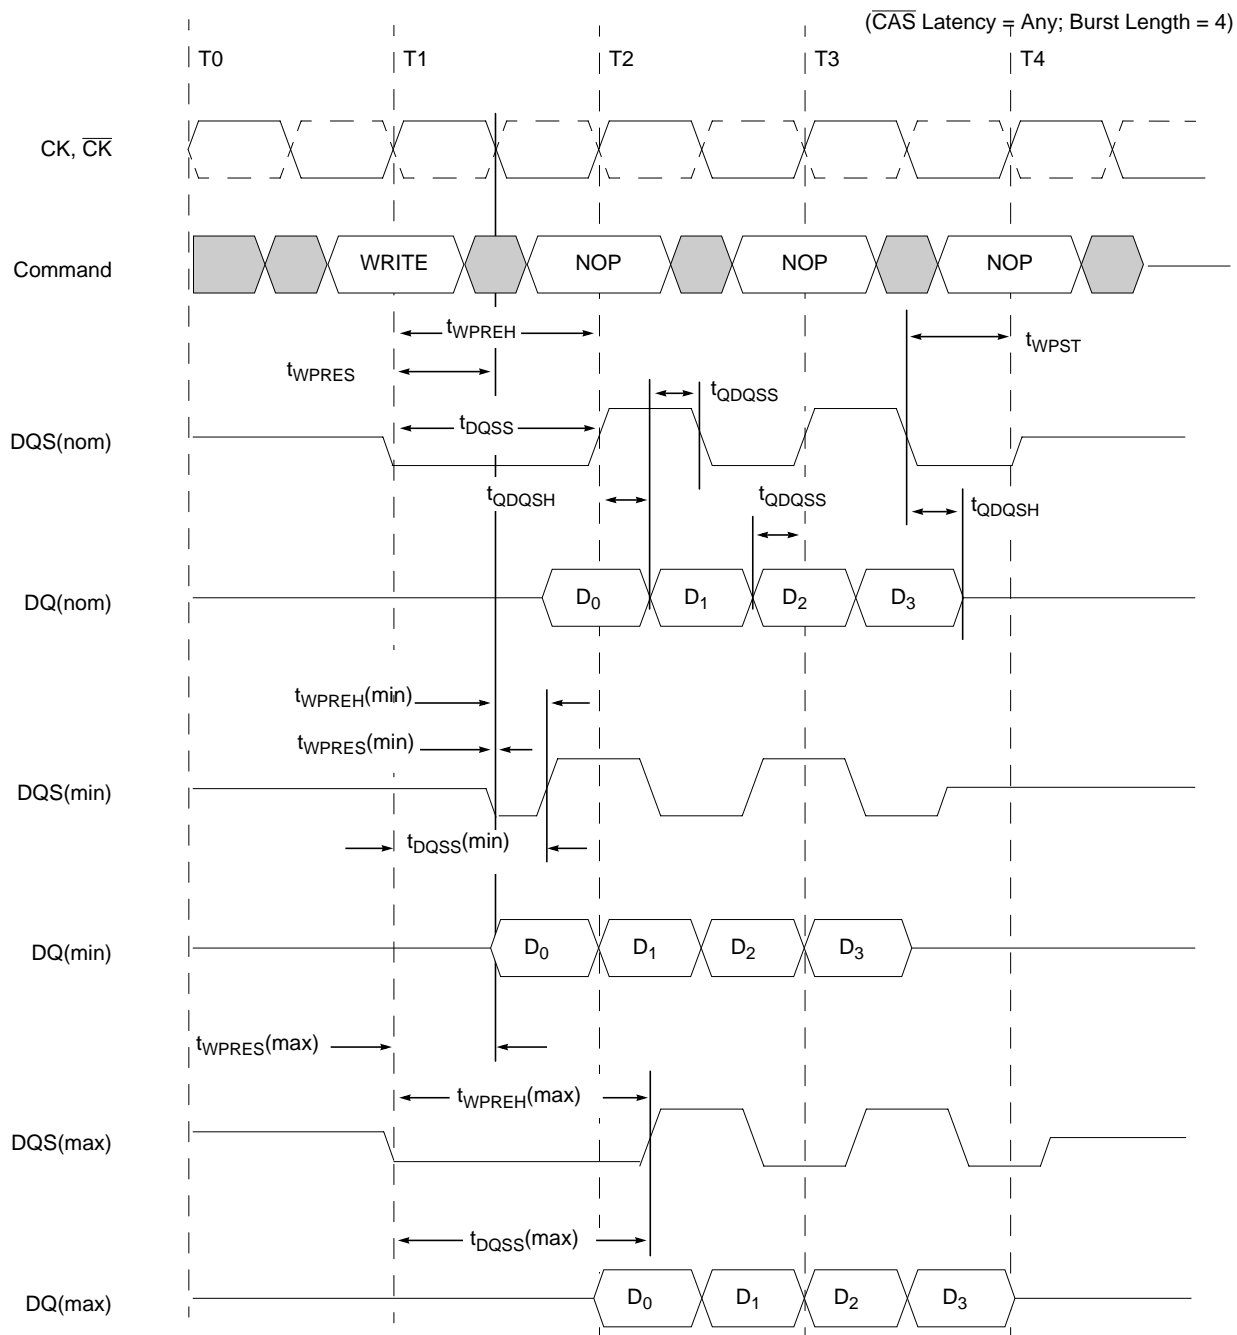 (C̅A̅S̅ Latency = Any; Burst Length = 4)
T0 T1 T2 T3 T4
CK, C̅K̅
Command WRITE NOP NOP NOP
tWPREH
tWPST
tWPRES
tQDQSS
DQS(nom)
tDQSS
tQDQSH tQDQSS tQDQSH
DQ(nom) D0 D1 D2 D3
tWPREH(min)
tWPRES(min)
DQS(min)
tDQSS(min)
DQ(min) D0 D1 D2 D3
tWPRES(max)
tWPREH(max)
DQS(max)
tDQSS(max)
DQ(max) D0 D1 D2 D3